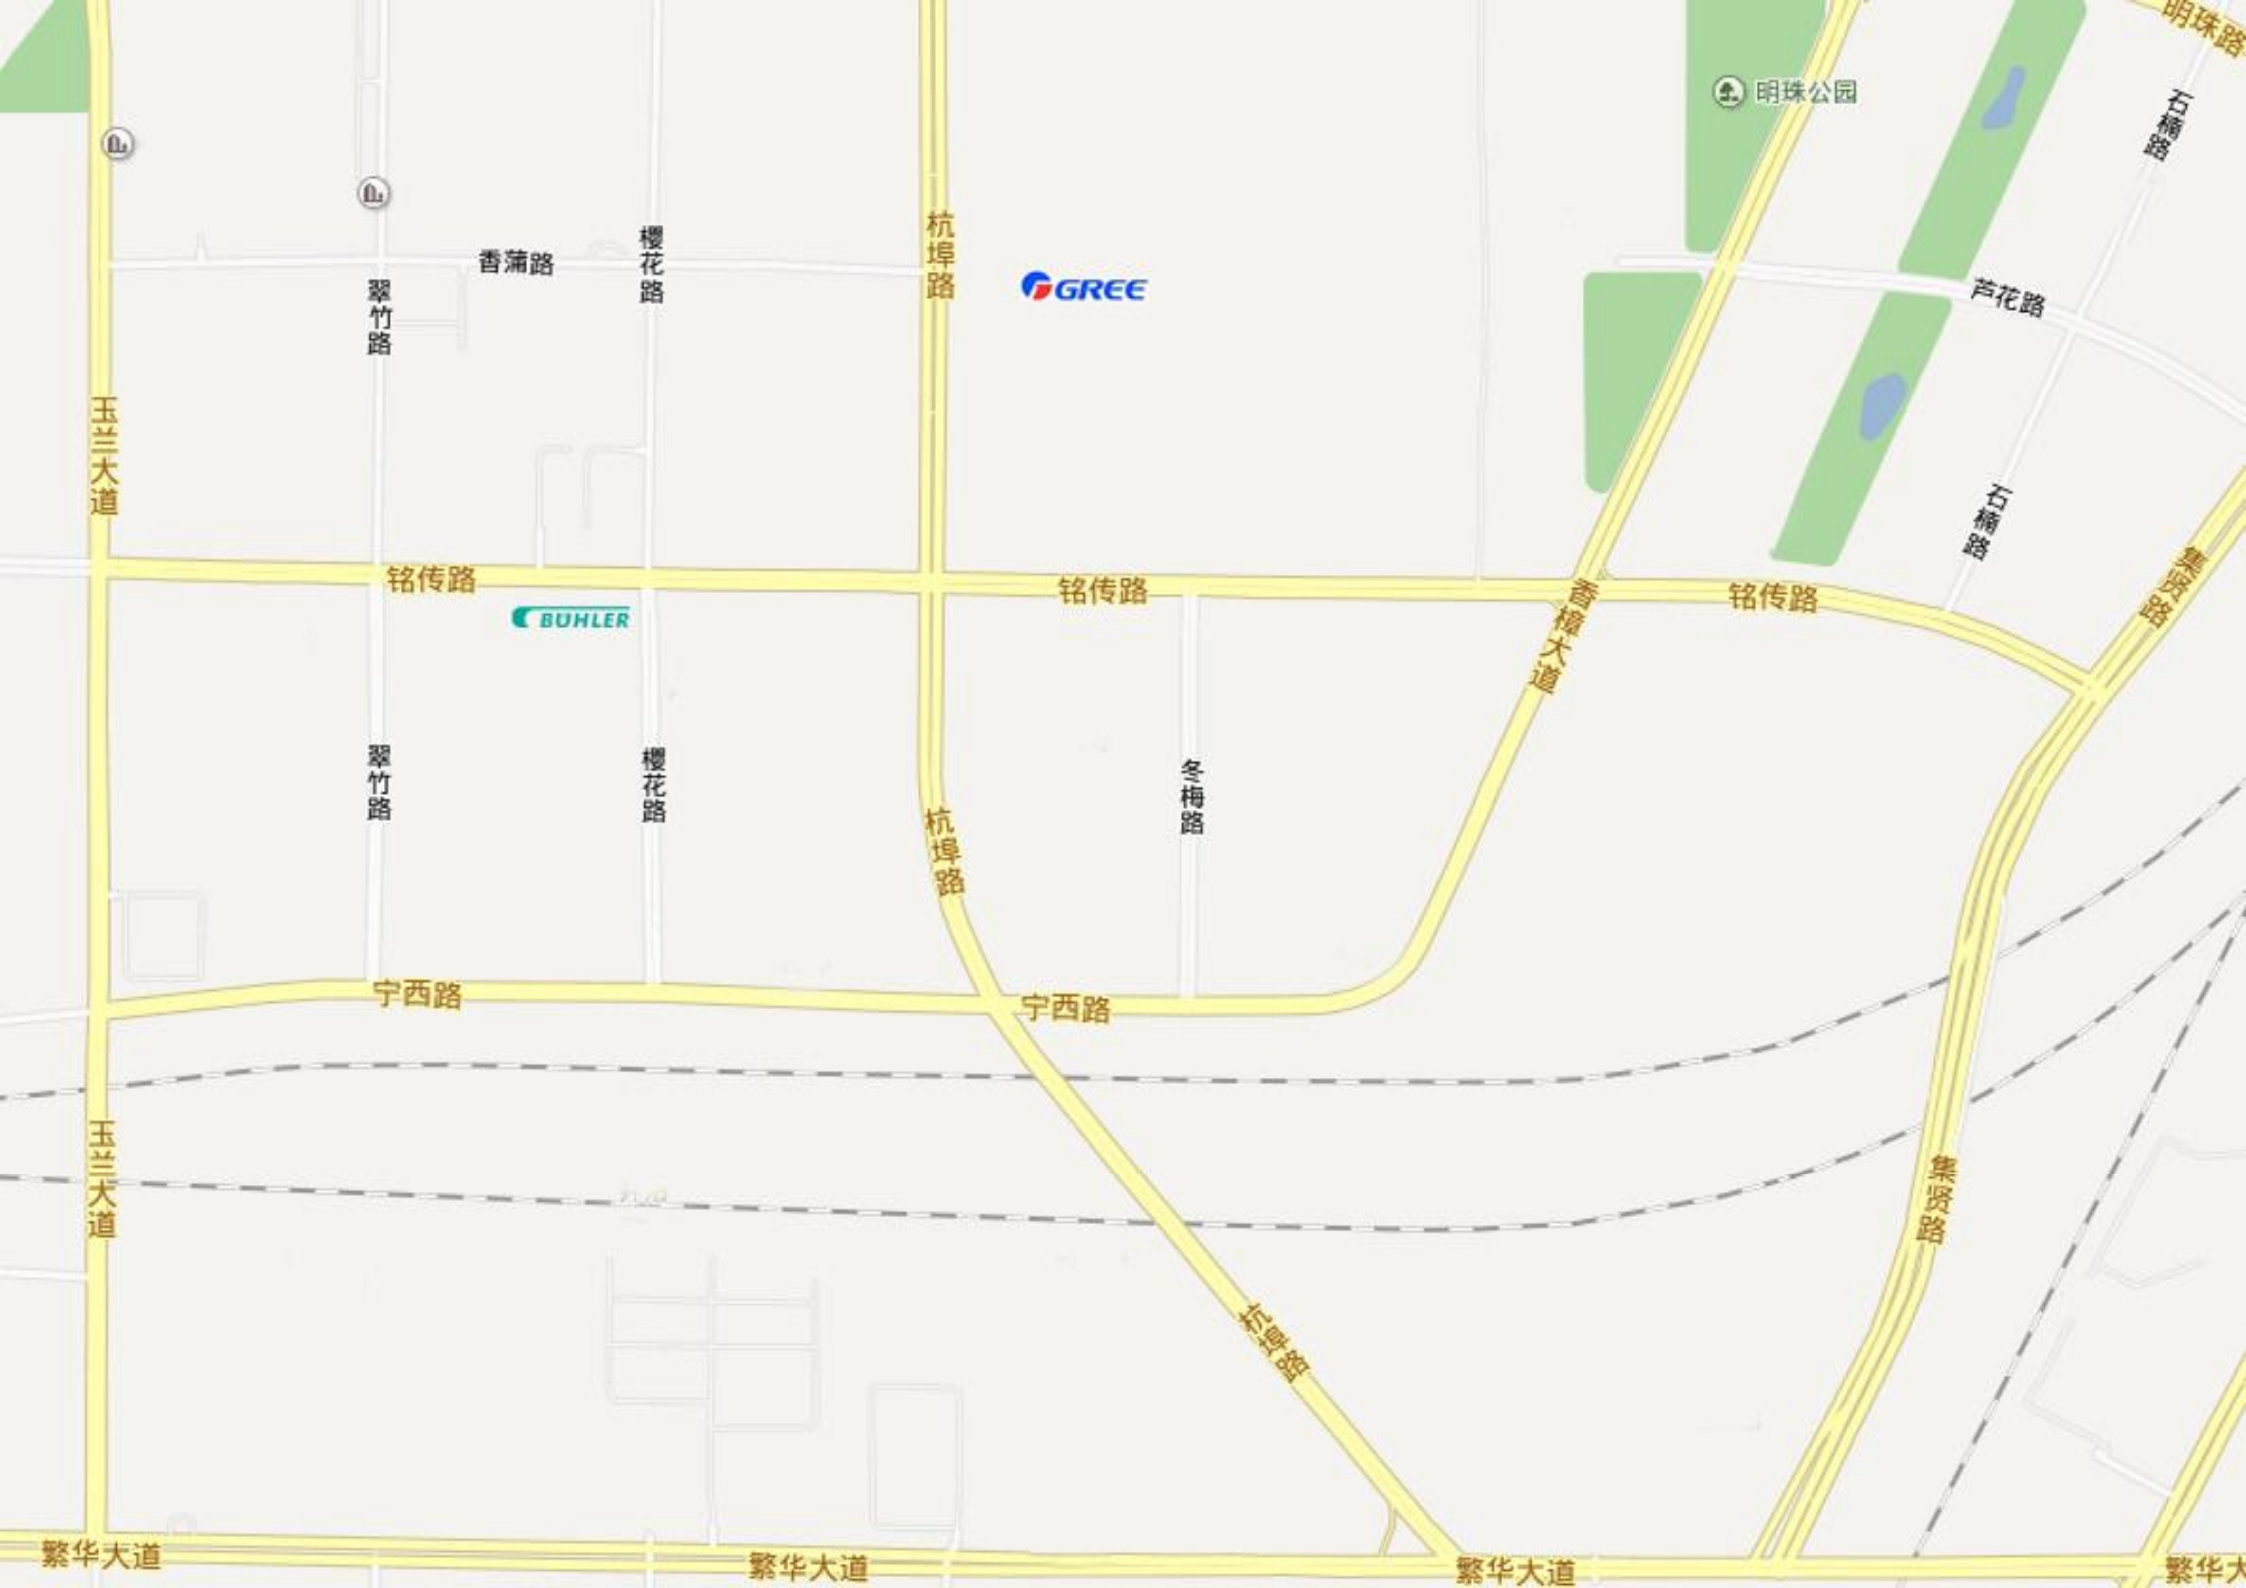 明珠路
明珠公园
石楠路
杭埠路
樱花路
香蒲路
翠竹路
GREE
芦花路
玉兰大道
石楠路
集贤路
铭传路
铭传路
铭传路
香樟大道
BUHLER
翠竹路
樱花路
冬梅路
杭埠路
宁西路
宁西路
玉兰大道
集贤路
杭埠路
繁华大道
繁华大道
繁华大道
繁华大